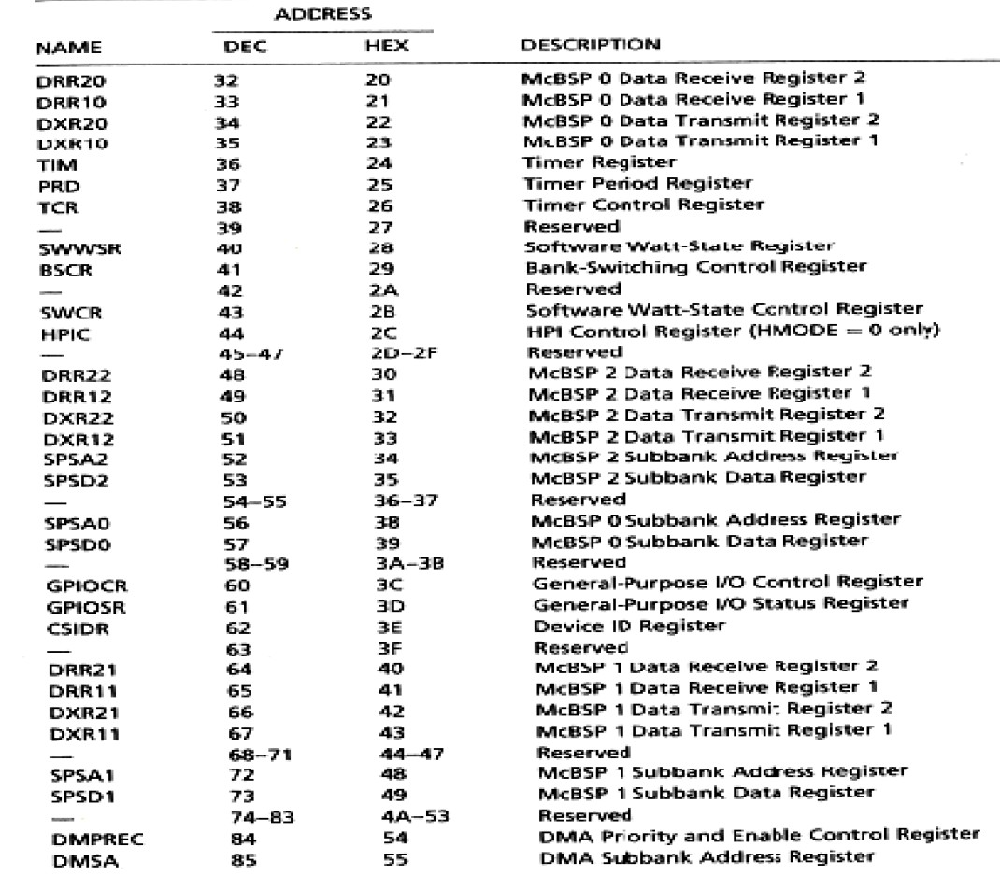 ADDRESS
NAME DEC HEX DESCRIPTION
DRR20 32 20 McBSP 0 Data Receive Register 2
DRR10 33 21 McBSP 0 Data Receive Register 1
DXR20 34 22 McBSP 0 Data Transmit Register 2
DXR10 35 23 McBSP 0 Data Transmit Register 1
TIM 36 24 Timer Register
PRD 37 25 Timer Period Register
TCR 38 26 Timer Control Register
— 39 27 Reserved
SWWSR 40 28 Software Watt-State Register
BSCR 41 29 Bank-Switching Control Register
— 42 2A Reserved
SWCR 43 2B Software Watt-State Control Register
HPIC 44 2C HPI Control Register (HMODE = 0 only)
— 45–47 2D–2F Reserved
DRR22 48 30 McBSP 2 Data Receive Register 2
DRR12 49 31 McBSP 2 Data Receive Register 1
DXR22 50 32 McBSP 2 Data Transmit Register 2
DXR12 51 33 McBSP 2 Data Transmit Register 1
SPSA2 52 34 McBSP 2 Subbank Address Register
SPSD2 53 35 McBSP 2 Subbank Data Register
— 54–55 36–37 Reserved
SPSA0 56 38 McBSP 0 Subbank Address Register
SPSD0 57 39 McBSP 0 Subbank Data Register
— 58–59 3A–3B Reserved
GPIOCR 60 3C General-Purpose I/O Control Register
GPIOSR 61 3D General-Purpose I/O Status Register
CSIDR 62 3E Device ID Register
— 63 3F Reserved
DRR21 64 40 McBSP 1 Data Receive Register 2
DRR11 65 41 McBSP 1 Data Receive Register 1
DXR21 66 42 McBSP 1 Data Transmit Register 2
DXR11 67 43 McBSP 1 Data Transmit Register 1
— 68–71 44–47 Reserved
SPSA1 72 48 McBSP 1 Subbank Address Register
SPSD1 73 49 McBSP 1 Subbank Data Register
— 74–83 4A–53 Reserved
DMPREC 84 54 DMA Priority and Enable Control Register
DMSA 85 55 DMA Subbank Address Register